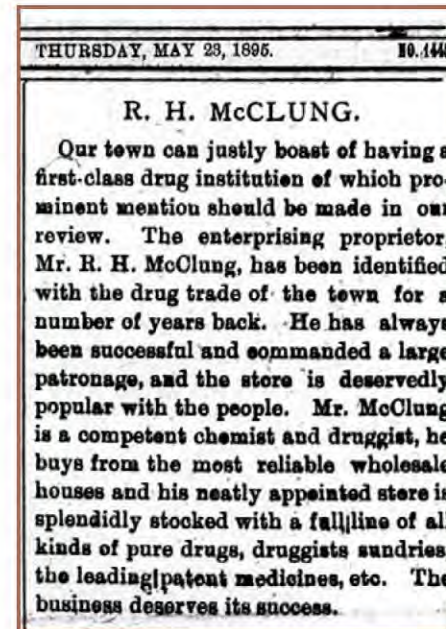 THURSDAY, MAY 23, 1895. NO. 144
R. H. McCLUNG.
Our town can justly boast of having a
first-class drug institution of which pro-
minent mention should be made in our
review. The enterprising proprietor,
Mr. R. H. McClung, has been identified
with the drug trade of the town for a
number of years back. He has always
been successful and commanded a large
patronage, and the store is deservedly
popular with the people. Mr. McClung
is a competent chemist and druggist, he
buys from the most reliable wholesale
houses and his neatly appointed store is
splendidly stocked with a full line of all
kinds of pure drugs, druggists sundries,
the leading patent medicines, etc. The
business deserves its success.